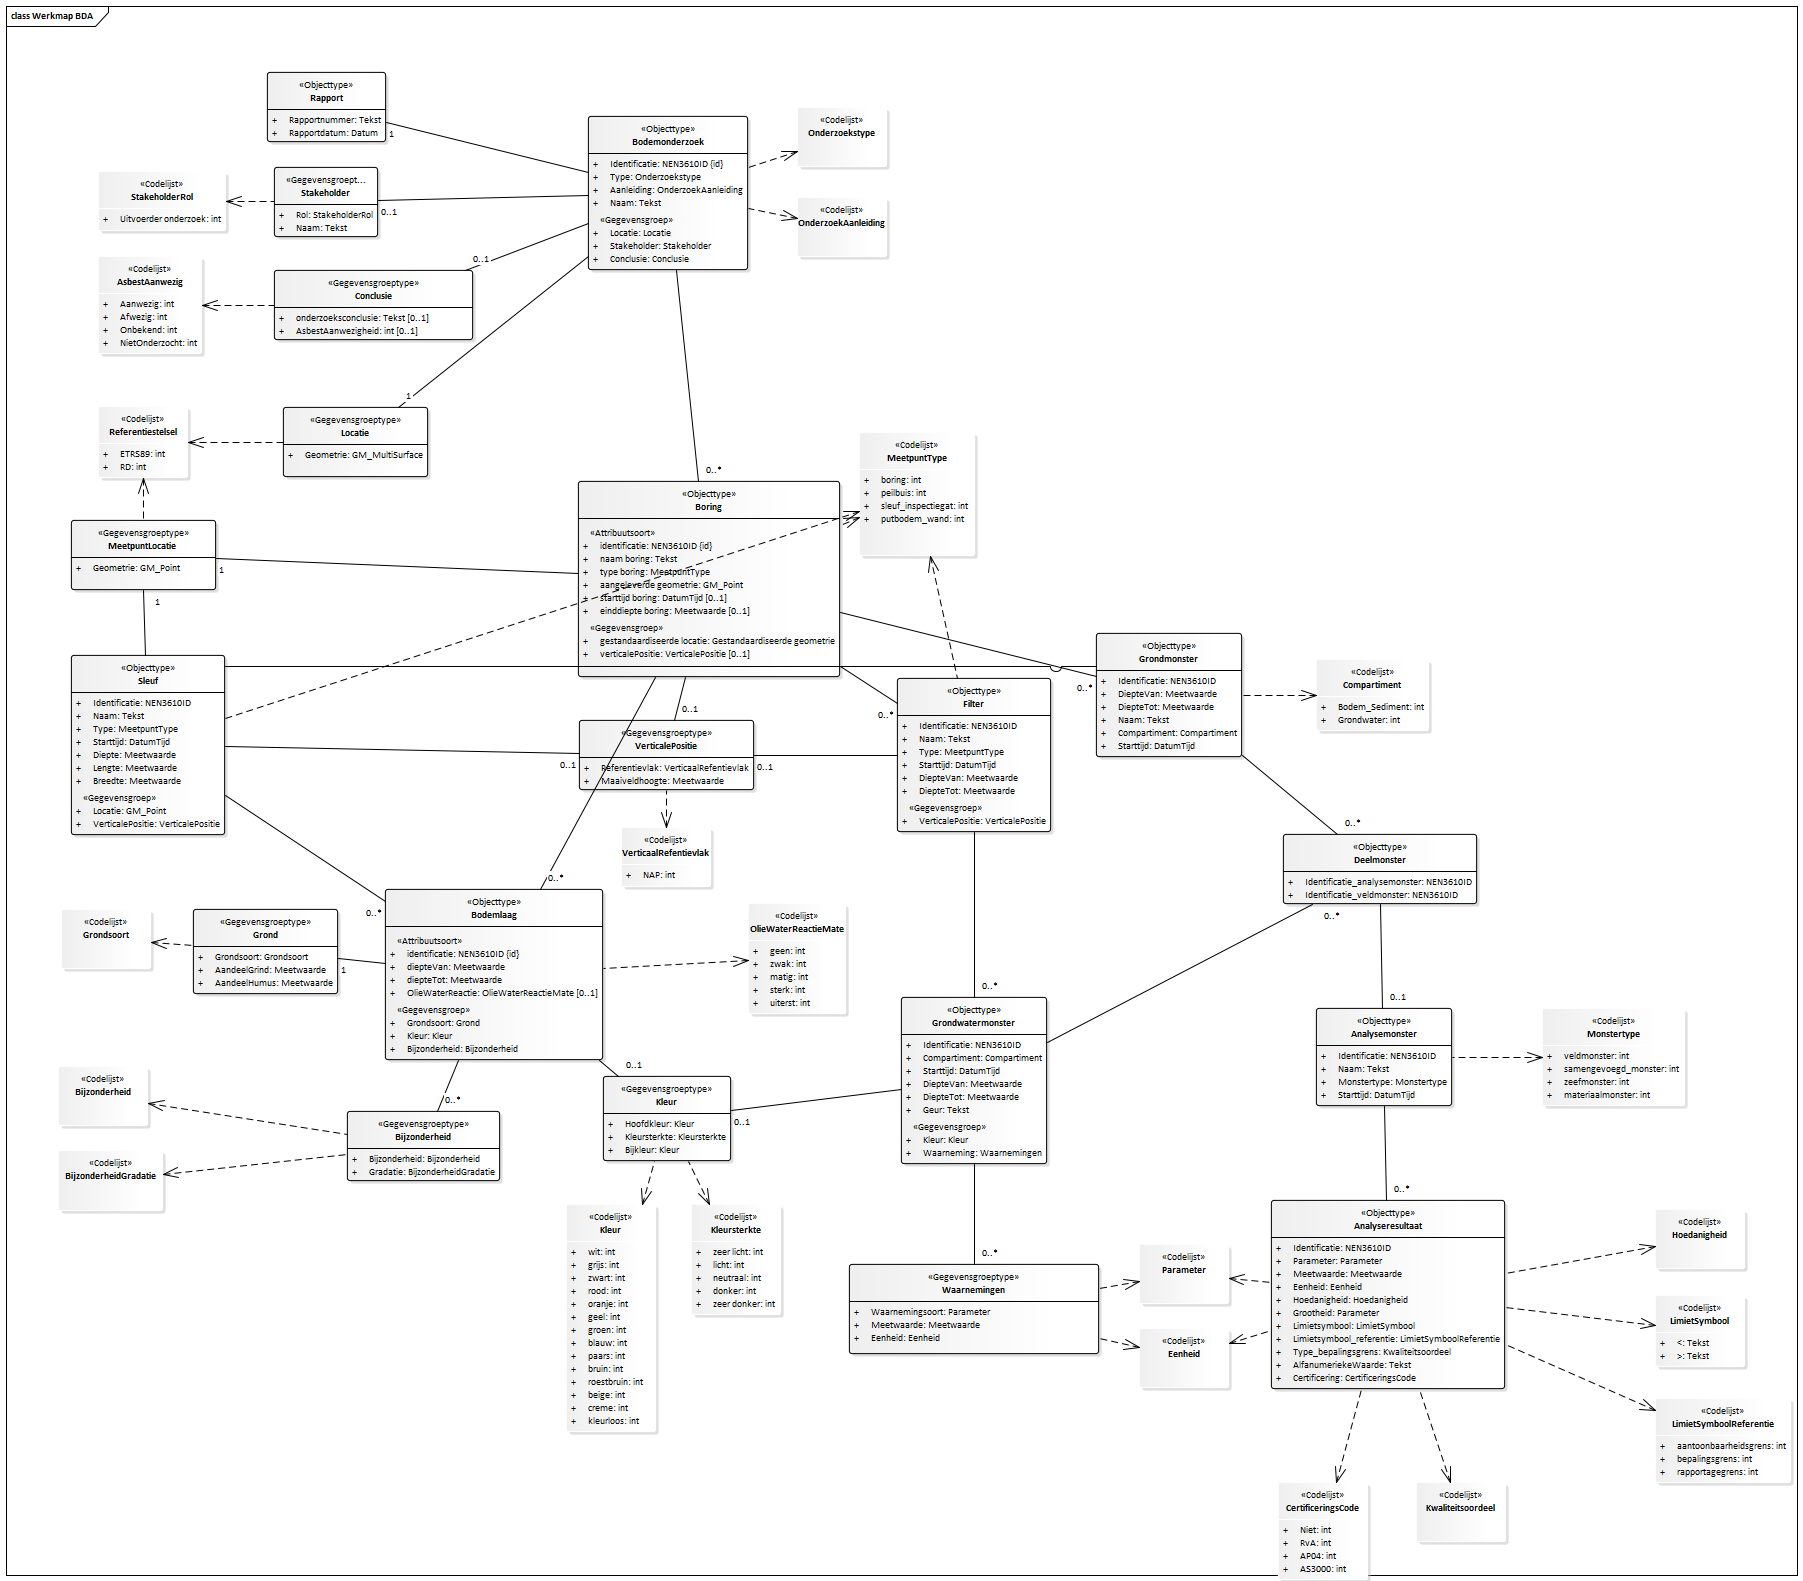 class Werkmap BDA
«Objecttype»
Rapport
+ Rapportnummer: Tekst
+ Rapportdatum: Datum
1
«Objecttype»
Bodemonderzoek
+ Identificatie: NEN3610ID {id}
+ Type: Onderzoekstype
+ Aanleiding: OnderzoekAanleiding
+ Naam: Tekst
«Gegevensgroep»
+ Locatie: Locatie
+ Stakeholder: Stakeholder
+ Conclusie: Conclusie
«Codelijst»
Onderzoekstype
«Codelijst»
OnderzoekAanleiding
«Codelijst»
StakeholderRol
+ Uitvoerder onderzoek: int
«Gegevensgroept...
Stakeholder
+ Rol: StakeholderRol
+ Naam: Tekst
0..1
«Codelijst»
AsbestAanwezig
+ Aanwezig: int
+ Afwezig: int
+ Onbekend: int
+ NietOnderzocht: int
0..1
«Gegevensgroeptype»
Conclusie
+ onderzoeksconclusie: Tekst [0..1]
+ AsbestAanwezigheid: int [0..1]
1
«Codelijst»
Referentiestelsel
+ ETRS89: int
+ RD: int
«Gegevensgroeptype»
Locatie
+ Geometrie: GM_MultiSurface
«Codelijst»
MeetpuntType
+ boring: int
+ peilbuis: int
+ sleuf_inspectiegat: int
+ putbodem_wand: int
0..*
«Objecttype»
Boring
«Attribuutsoort»
+ identificatie: NEN3610ID {id}
+ naam boring: Tekst
+ type boring: MeetpuntType
+ aangeleverde geometrie: GM_Point
+ starttijd boring: DatumTijd [0..1]
+ einddiepte boring: Meetwaarde [0..1]
«Gegevensgroep»
+ gestandaardiseerde locatie: Gestandaardiseerde geometrie
+ verticalePositie: VerticalePositie [0..1]
«Gegevensgroeptype»
MeetpuntLocatie
+ Geometrie: GM_Point
1
1
«Objecttype»
Sleuf
+ Identificatie: NEN3610ID
+ Naam: Tekst
+ Type: MeetpuntType
+ Starttijd: DatumTijd
+ Diepte: Meetwaarde
+ Lengte: Meetwaarde
+ Breedte: Meetwaarde
«Gegevensgroep»
+ Locatie: GM_Point
+ VerticalePositie: VerticalePositie
«Objecttype»
Grondmonster
+ Identificatie: NEN3610ID
+ DiepteVan: Meetwaarde
+ DiepteTot: Meetwaarde
+ Naam: Tekst
+ Compartiment: Compartiment
+ Starttijd: DatumTijd
0..*
«Codelijst»
Compartiment
+ Bodem_Sediment: int
+ Grondwater: int
0..*
«Objecttype»
Filter
+ Identificatie: NEN3610ID
+ Naam: Tekst
+ Type: MeetpuntType
+ Starttijd: DatumTijd
+ DiepteVan: Meetwaarde
+ DiepteTot: Meetwaarde
«Gegevensgroep»
+ VerticalePositie: VerticalePositie
0..1
«Gegevensgroeptype»
VerticalePositie
+ Referentievlak: VerticaalRefentievlak
+ Maaiveldhoogte: Meetwaarde
0..1
0..1
«Codelijst»
VerticaalRefentievlak
+ NAP: int
0..*
«Objecttype»
Deelmonster
+ Identificatie_analysemonster: NEN3610ID
+ Identificatie_veldmonster: NEN3610ID
0..*
«Codelijst»
Grondsoort
«Gegevensgroeptype»
Grond
+ Grondsoort: Grondsoort
+ AandeelGrind: Meetwaarde
+ AandeelHumus: Meetwaarde
1
0..*
0..*
«Objecttype»
Bodemlaag
«Attribuutsoort»
+ identificatie: NEN3610ID {id}
+ diepteVan: Meetwaarde
+ diepteTot: Meetwaarde
+ OlieWaterReactie: OlieWaterReactieMate [0..1]
«Gegevensgroep»
+ Grondsoort: Grond
+ Kleur: Kleur
+ Bijzonderheid: Bijzonderheid
«Codelijst»
OlieWaterReactieMate
+ geen: int
+ zwak: int
+ matig: int
+ sterk: int
+ uiterst: int
0..*
«Objecttype»
Grondwatermonster
+ Identificatie: NEN3610ID
+ Compartiment: Compartiment
+ Starttijd: DatumTijd
+ DiepteVan: Meetwaarde
+ DiepteTot: Meetwaarde
+ Geur: Tekst
«Gegevensgroep»
+ Kleur: Kleur
+ Waarneming: Waarnemingen
0..1
«Objecttype»
Analysemonster
+ Identificatie: NEN3610ID
+ Naam: Tekst
+ Monstertype: Monstertype
+ Starttijd: DatumTijd
«Codelijst»
Monstertype
+ veldmonster: int
+ samengevoegd_monster: int
+ zeefmonster: int
+ materiaalmonster: int
«Codelijst»
Bijzonderheid
«Codelijst»
BijzonderheidGradatie
0..*
«Gegevensgroeptype»
Bijzonderheid
+ Bijzonderheid: Bijzonderheid
+ Gradatie: BijzonderheidGradatie
0..1
«Gegevensgroeptype»
Kleur
+ Hoofdkleur: Kleur
+ Kleursterkte: Kleursterkte
+ Bijkleur: Kleur
0..1
«Codelijst»
Kleur
+ wit: int
+ grijs: int
+ zwart: int
+ rood: int
+ oranje: int
+ geel: int
+ groen: int
+ blauw: int
+ paars: int
+ bruin: int
+ roestbruin: int
+ beige: int
+ creme: int
+ kleurloos: int
«Codelijst»
Kleursterkte
+ zeer licht: int
+ licht: int
+ neutraal: int
+ donker: int
+ zeer donker: int
0..*
«Gegevensgroeptype»
Waarnemingen
+ Waarnemingsoort: Parameter
+ Meetwaarde: Meetwaarde
+ Eenheid: Eenheid
«Codelijst»
Parameter
«Codelijst»
Eenheid
0..*
«Objecttype»
Analyseresultaat
+ Identificatie: NEN3610ID
+ Parameter: Parameter
+ Meetwaarde: Meetwaarde
+ Eenheid: Eenheid
+ Hoedanigheid: Hoedanigheid
+ Grootheid: Parameter
+ Limietsymbool: LimietSymbool
+ Limietsymbool_referentie: LimietSymboolReferentie
+ Type_bepalingsgrens: Kwaliteitsoordeel
+ AlfanumeriekeWaarde: Tekst
+ Certificering: CertificeringsCode
«Codelijst»
Hoedanigheid
«Codelijst»
LimietSymbool
+ <: Tekst
+ >: Tekst
«Codelijst»
LimietSymboolReferentie
+ aantoonbaarheidsgrens: int
+ bepalingsgrens: int
+ rapportagegrens: int
«Codelijst»
CertificeringsCode
+ Niet: int
+ RvA: int
+ AP04: int
+ AS3000: int
«Codelijst»
Kwaliteitsoordeel